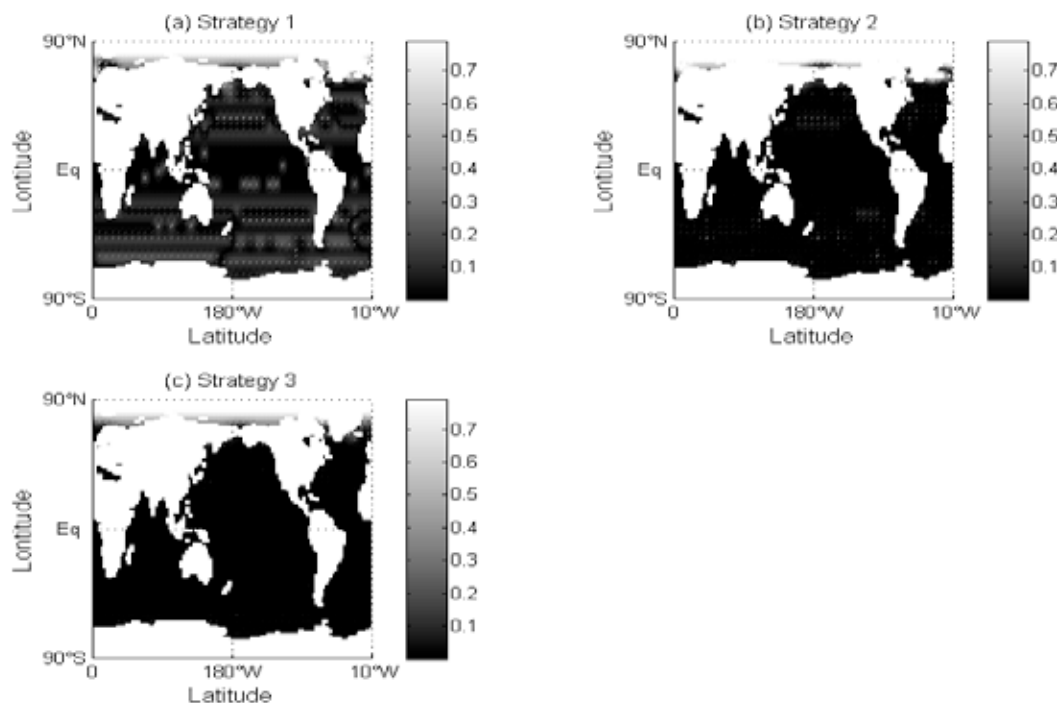 (a) Strategy 1
90°N
Eq
90°S
0
180°W
10°W
Lontitude
Latitude
0.7
0.6
0.5
0.4
0.3
0.2
0.1
(b) Strategy 2
90°N
Eq
90°S
0
180°W
10°W
Lontitude
Latitude
0.7
0.6
0.5
0.4
0.3
0.2
0.1
(c) Strategy 3
90°N
Eq
90°S
0
180°W
10°W
Lontitude
Latitude
0.7
0.6
0.5
0.4
0.3
0.2
0.1